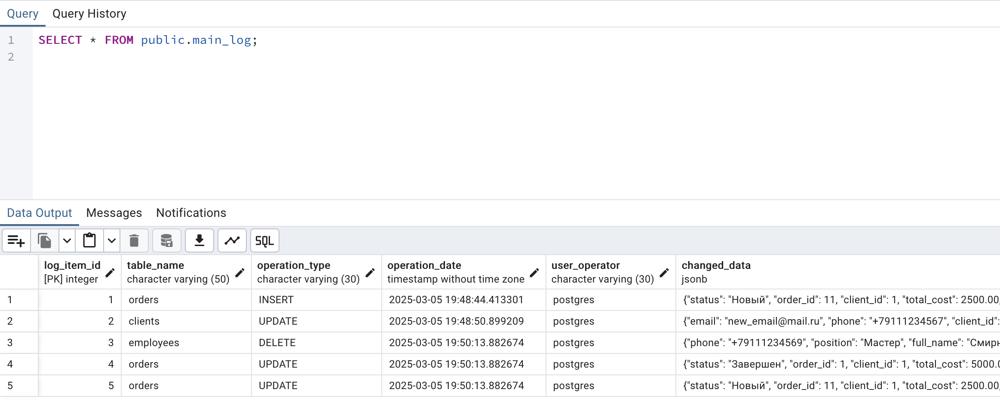 Query Query History
1 SELECT * FROM public.main_log;
2
Data Output Messages Notifications
SQL
log_item_id table_name operation_type operation_date user_operator changed_data
[PK] integer character varying (50) character varying (30) timestamp without time zone character varying (30) jsonb
1 1 orders INSERT 2025-03-05 19:48:44.413301 postgres {"status": "Новый", "order_id": 11, "client_id": 1, "total_cost": 2500.00,
2 2 clients UPDATE 2025-03-05 19:48:50.899209 postgres {"email": "new_email@mail.ru", "phone": "+79111234567", "client_id":
3 3 employees DELETE 2025-03-05 19:50:13.882674 postgres {"phone": "+79111234569", "position": "Мастер", "full_name": "Смирн
4 4 orders UPDATE 2025-03-05 19:50:13.882674 postgres {"status": "Завершен", "order_id": 1, "client_id": 1, "total_cost": 5000.0
5 5 orders UPDATE 2025-03-05 19:50:13.882674 postgres {"status": "Новый", "order_id": 11, "client_id": 1, "total_cost": 2500.00,